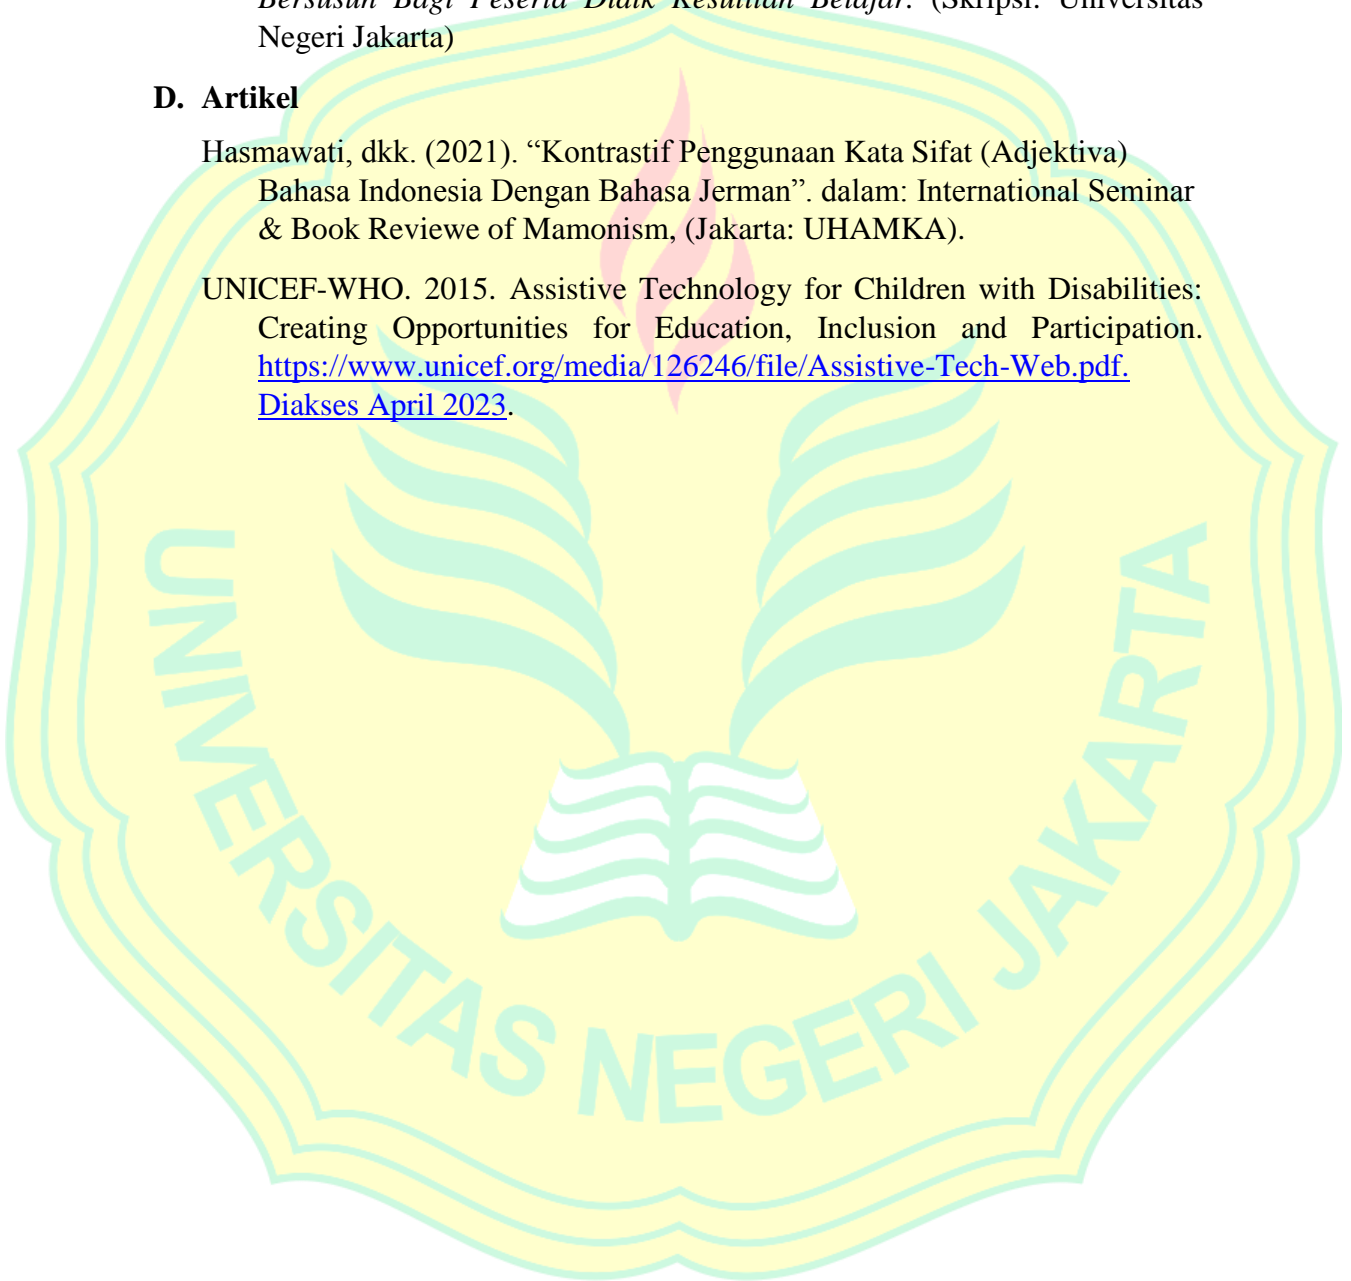 Bersusun Bagi Peserta Didik Kesulitan Belajar. (Skripsi: Universitas
Negeri Jakarta)
D. Artikel
Hasmawati, dkk. (2021). “Kontrastif Penggunaan Kata Sifat (Adjektiva)
Bahasa Indonesia Dengan Bahasa Jerman”. dalam: International Seminar
& Book Reviewe of Mamonism, (Jakarta: UHAMKA).
UNICEF-WHO. 2015. Assistive Technology for Children with Disabilities:
Creating Opportunities for Education, Inclusion and Participation.
https://www.unicef.org/media/126246/file/Assistive-Tech-Web.pdf.
Diakses April 2023.
UNIVERSITAS NEGERI JAKARTA